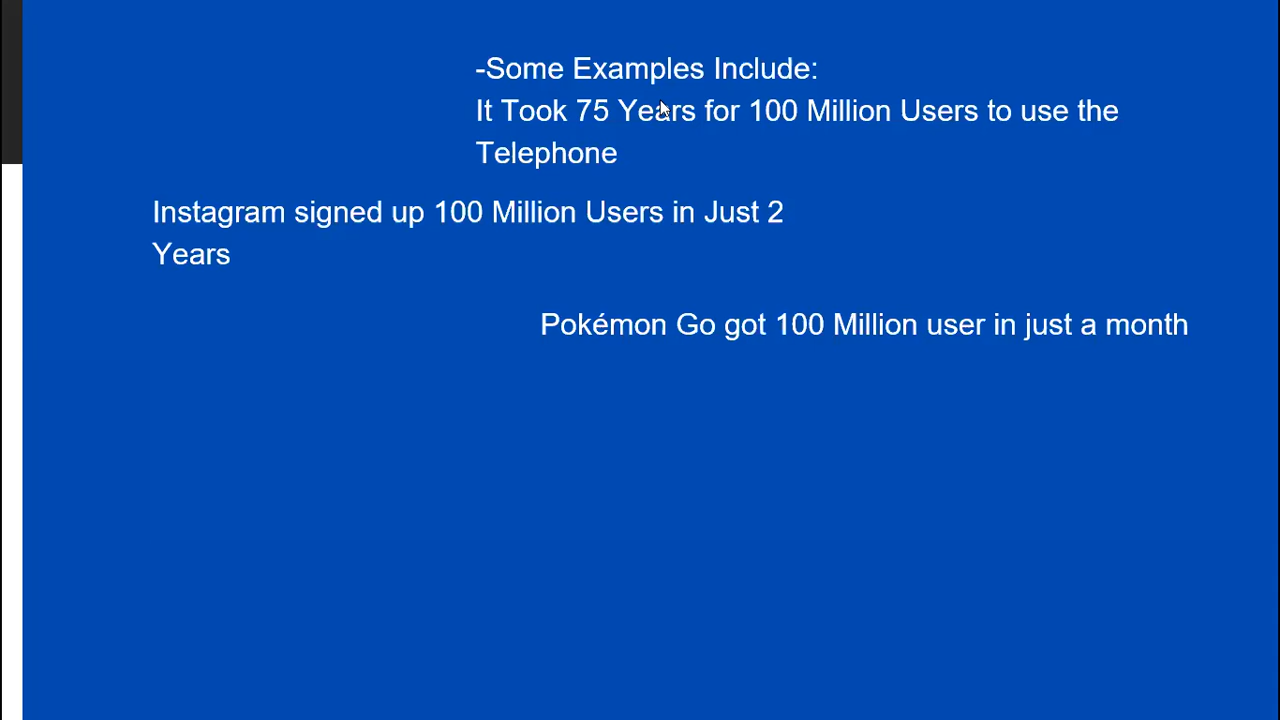 -Some Examples Include:
It Took 75 Years for 100 Million Users to use the
Telephone
Instagram signed up 100 Million Users in Just 2
Years
Pokémon Go got 100 Million user in just a month